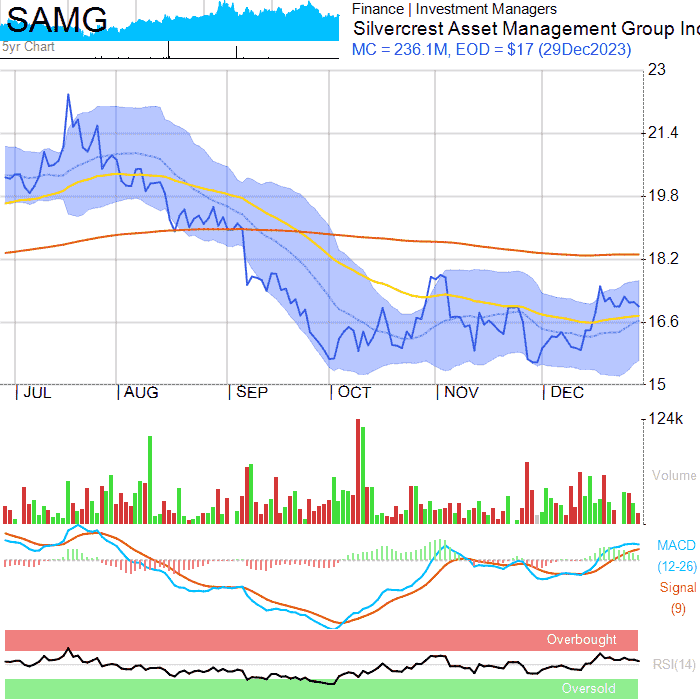 SAMG
5yr Chart
Finance | Investment Managers
Silvercrest Asset Management Group Inc
MC = 236.1M, EOD = $17 (29Dec2023)
23
21.4
19.8
18.2
16.6
15
JUL AUG SEP OCT NOV DEC
124k
Volume
MACD
(12-26)
Signal
(9)
Overbought
RSI(14)
Oversold